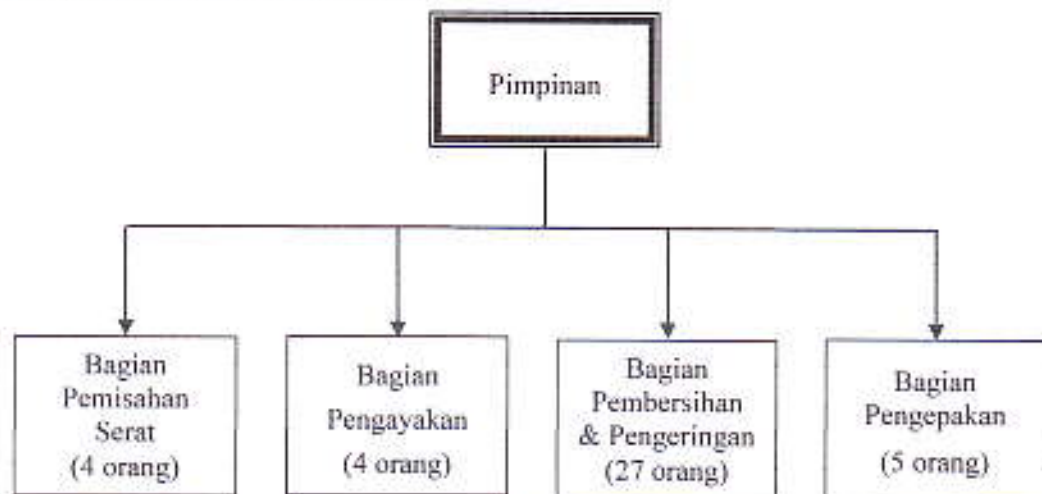 Pimpinan
Bagian
Pemisahan
Serat
(4 orang)
Bagian
Pengayakan
(4 orang)
Bagian
Pembersihan
& Pengeringan
(27 orang)
Bagian
Pengepakan
(5 orang)